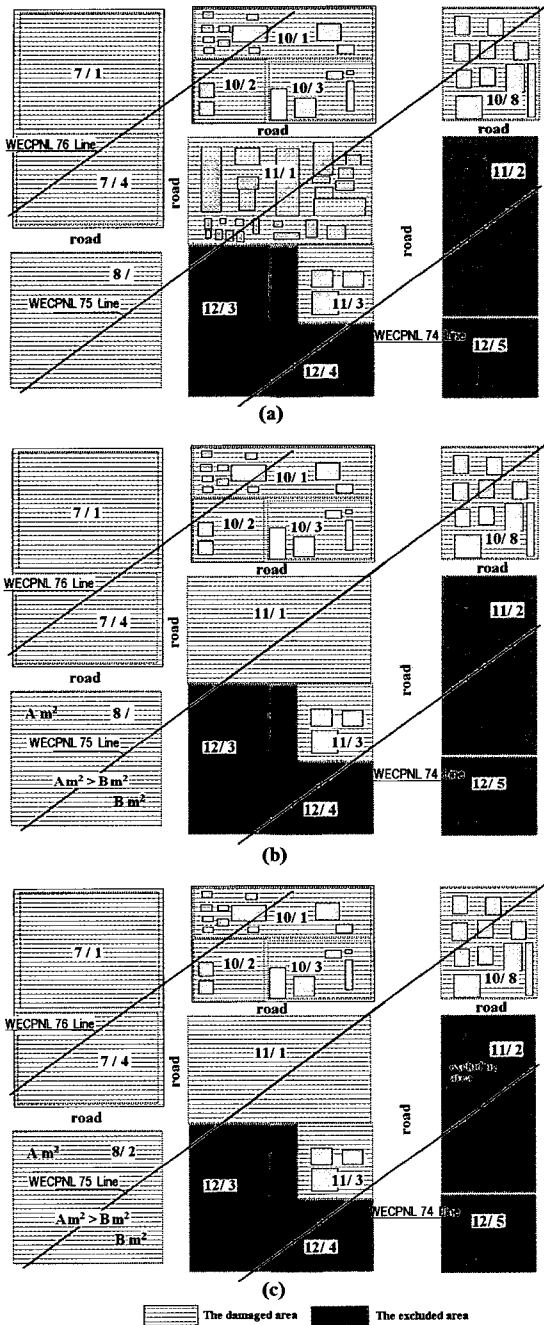 7 / 1
10/ 1
10/ 2
10/ 3
10/ 8
road
WECPNL 76 Line
7 / 4
road
11/ 1
11/ 2
road
road
8 /
WECPNL 75 Line
12/ 3
11/ 3
WECPNL 74 Line
12/ 4
12/ 5
(a)
7 / 1
10/ 1
10/ 2
10/ 3
10/ 8
road
WECPNL 76 Line
7 / 4
road
11/ 1
11/ 2
road
road
A m² 8 /
WECPNL 75 Line
A m² > B m²
B m²
12/ 3
11/ 3
WECPNL 74 Line
12/ 4
12/ 5
(b)
7 / 1
10/ 1
10/ 2
10/ 3
10/ 8
road
WECPNL 76 Line
7 / 4
road
11/ 1
11/ 2
road
road
A m² 8/ 2
WECPNL 75 Line
A m² > B m²
B m²
12/ 3
11/ 3
WECPNL 74 Line
12/ 4
12/ 5
(c)
The damaged area
The excluded area